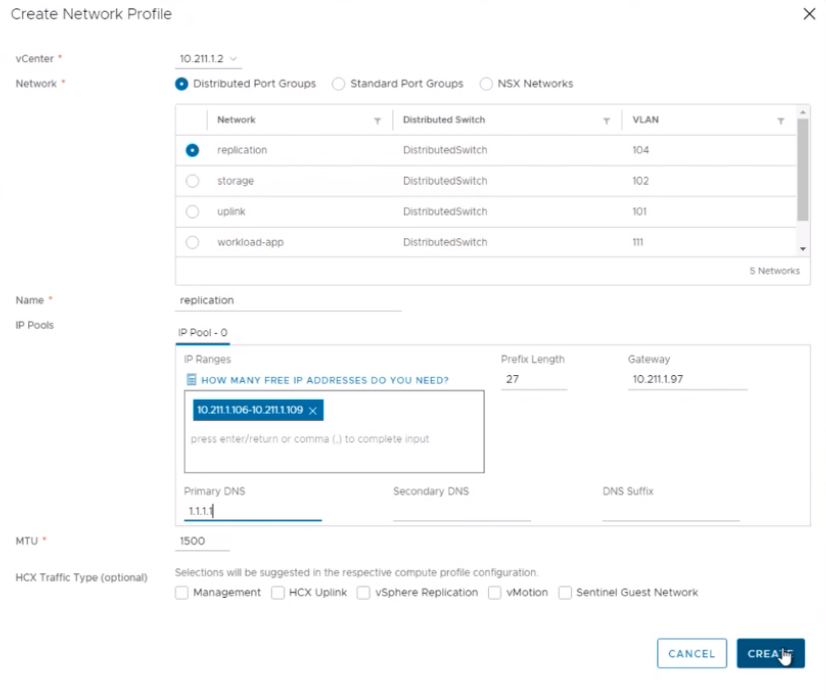 Create Network Profile
vCenter * 10.211.1.2
Network * Distributed Port Groups Standard Port Groups NSX Networks
Network Distributed Switch VLAN
replication DistributedSwitch 104
storage DistributedSwitch 102
uplink DistributedSwitch 101
workload-app DistributedSwitch 111
5 Networks
Name * replication
IP Pools IP Pool - 0
IP Ranges Prefix Length Gateway
HOW MANY FREE IP ADDRESSES DO YOU NEED? 27 10.211.1.97
10.211.1.106-10.211.1.109
press enter/return or comma (,) to complete input
Primary DNS Secondary DNS DNS Suffix
1.1.1.1
MTU * 1500
HCX Traffic Type (optional) Selections will be suggested in the respective compute profile configuration.
Management HCX Uplink vSphere Replication vMotion Sentinel Guest Network
CANCEL CREATE